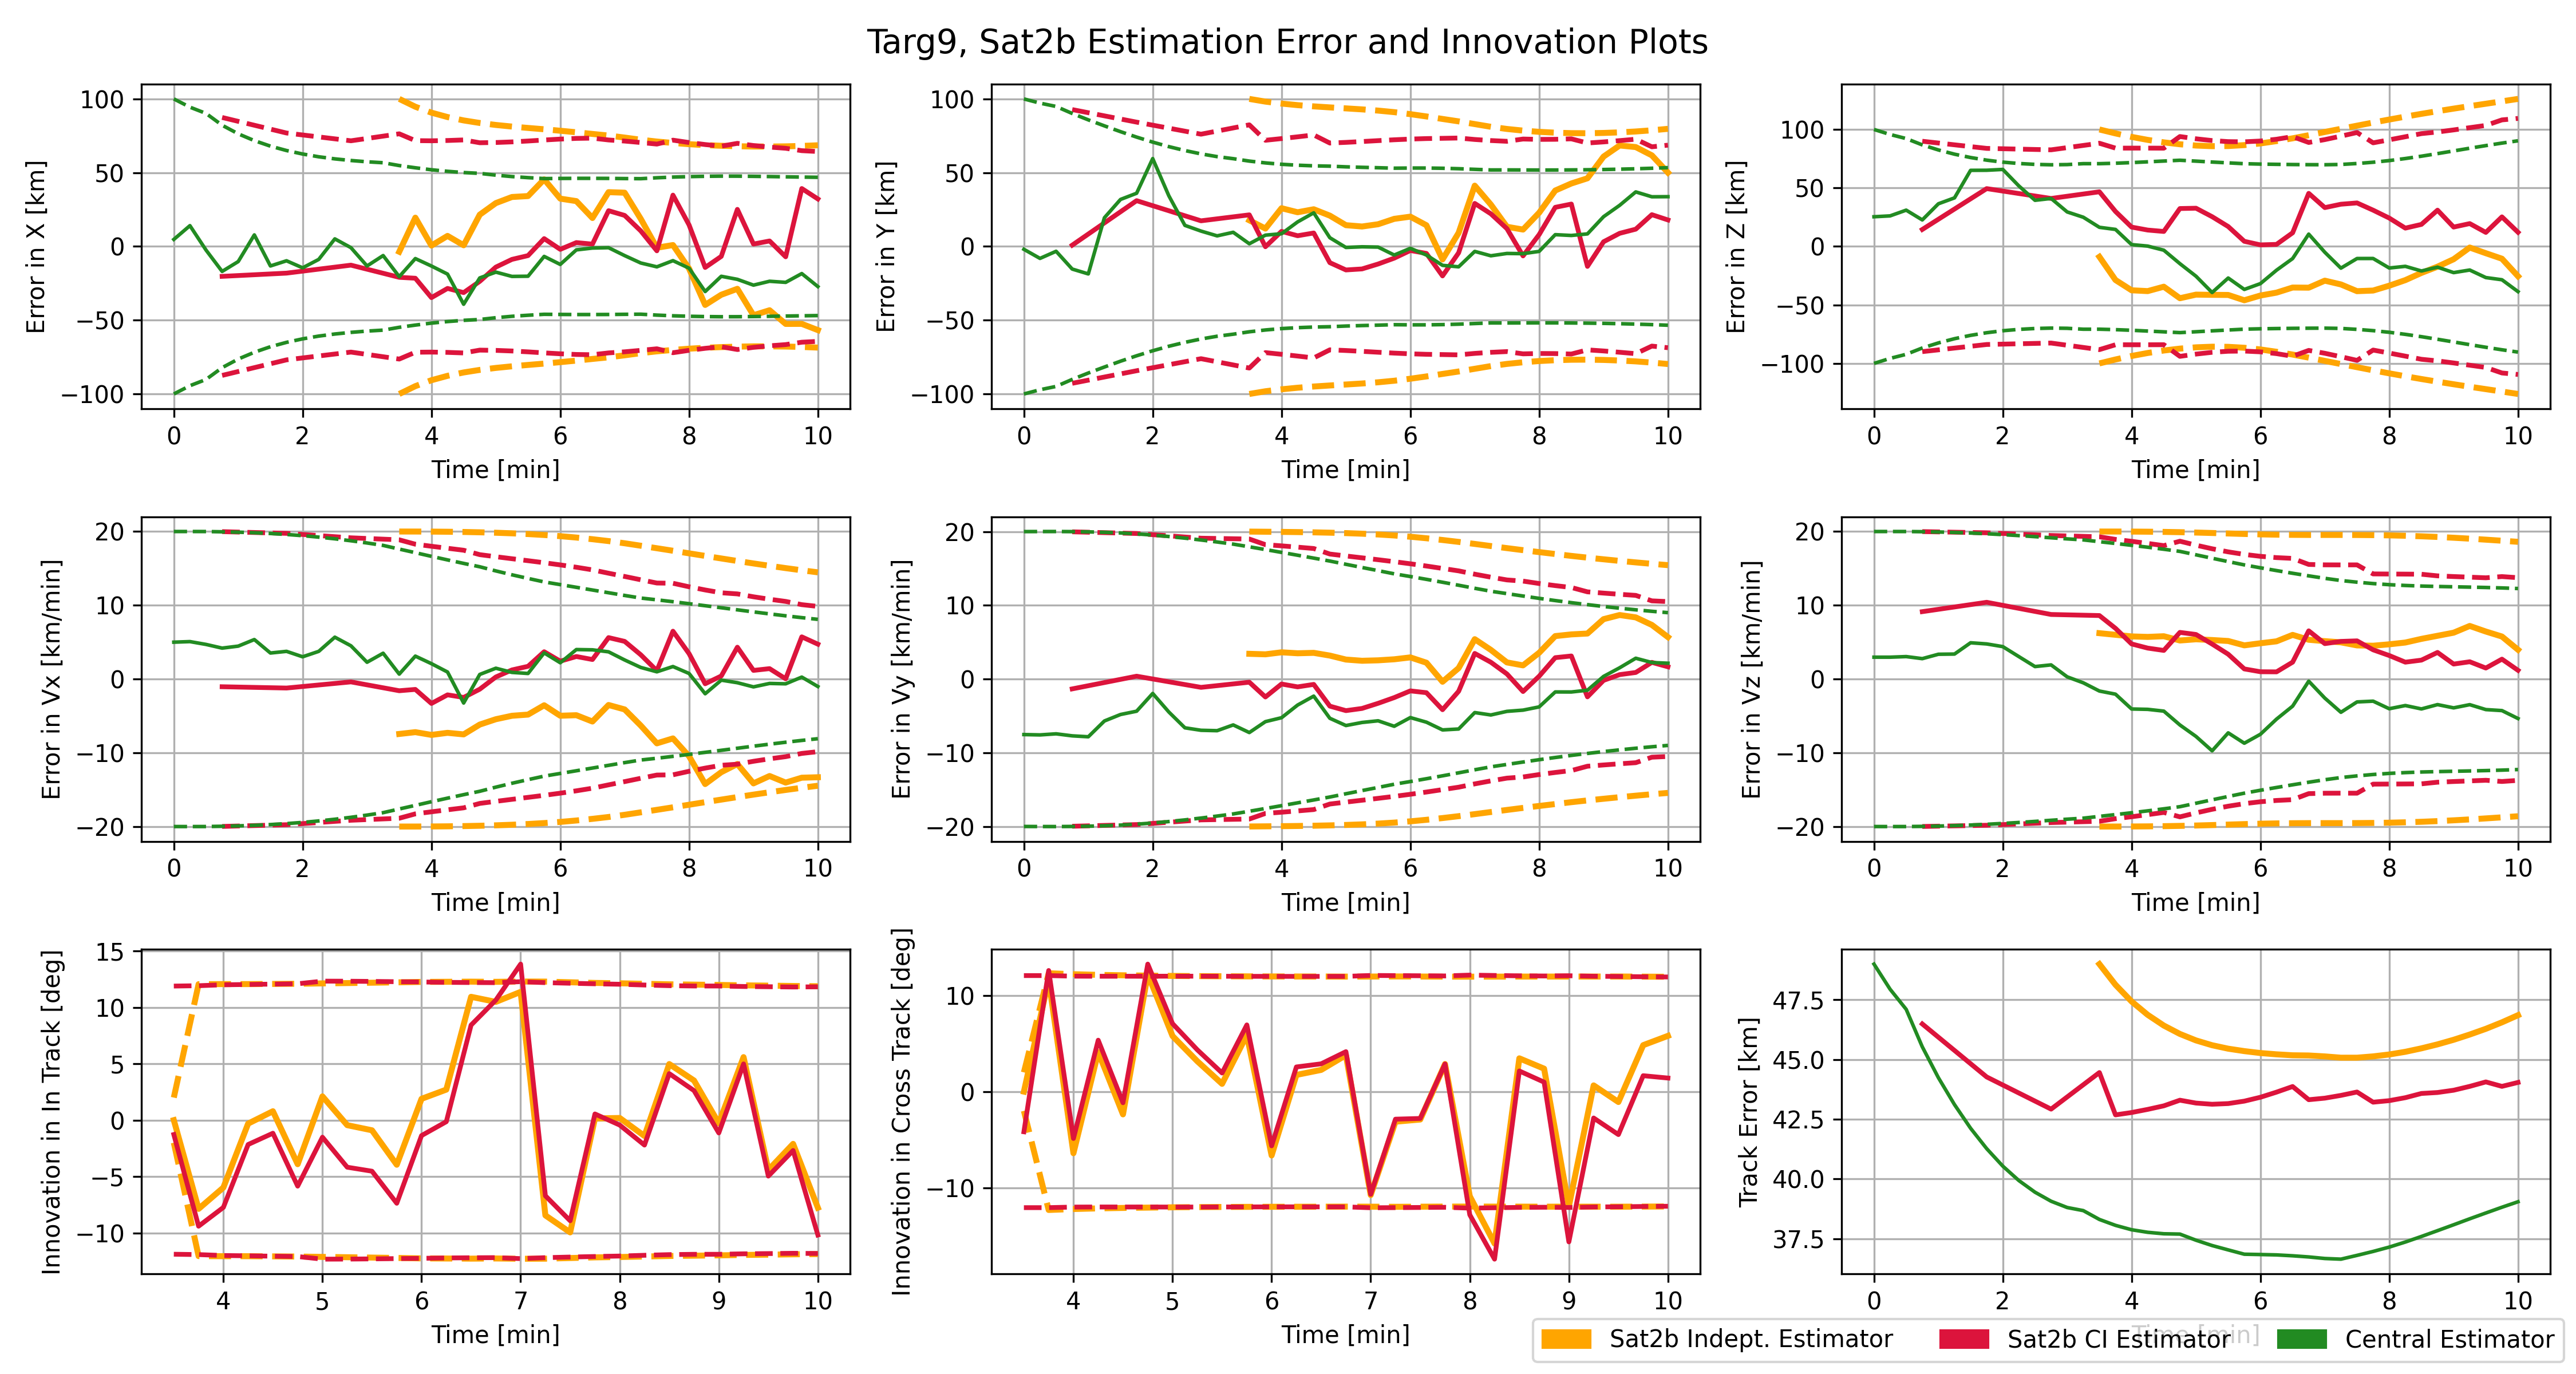 Targ9, Sat2b Estimation Error and Innovation Plots
Error in X [km]
100
50
0
−50
−100
0 2 4 6 8 10
Time [min]
Error in Y [km]
100
50
0
−50
−100
0 2 4 6 8 10
Time [min]
Error in Z [km]
100
50
0
−50
−100
0 2 4 6 8 10
Time [min]
Error in Vx [km/min]
20
10
0
−10
−20
0 2 4 6 8 10
Time [min]
Error in Vy [km/min]
20
10
0
−10
−20
0 2 4 6 8 10
Time [min]
Error in Vz [km/min]
20
10
0
−10
−20
0 2 4 6 8 10
Time [min]
Innovation in In Track [deg]
15
10
5
0
−5
−10
4 5 6 7 8 9 10
Time [min]
Innovation in Cross Track [deg]
10
0
−10
4 5 6 7 8 9 10
Time [min]
Track Error [km]
47.5
45.0
42.5
40.0
37.5
0 2 4 6 8 10
Time [min]
Sat2b Indept. Estimator Sat2b CI Estimator Central Estimator